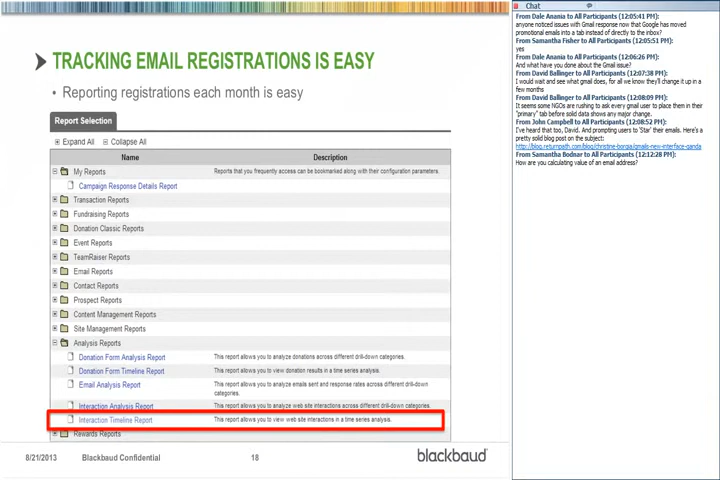 TRACKING EMAIL REGISTRATIONS IS EASY
• Reporting registrations each month is easy
Report Selection
Expand All Collapse All
Name Description
My Reports Reports that you frequently access can be bookmarked along with their configuration parameters.
Campaign Response Details Report
Transaction Reports
Fundraising Reports
Donation Classic Reports
Event Reports
TeamRaiser Reports
Email Reports
Contact Reports
Prospect Reports
Content Management Reports
Site Management Reports
Analysis Reports
Donation Form Analysis Report This report allows you to analyze donations across different drill-down categories.
Donation Form Timeline Report This report allows you to view donation results in a time series analysis.
Email Analysis Report This report allows you to analyze emails sent and response rates across different drill-down
categories.
Interaction Analysis Report This report allows you to analyze web site interactions across different drill-down categories.
Interaction Timeline Report This report allows you to view web site interactions in a time series analysis.
Rewards Reports
8/21/2013 Blackbaud Confidential 18 blackbaud
Chat
From Dale Anania to All Participants (12:05:41 PM):
anyone noticed issues with Gmail response now that Google has moved
promotional emails into a tab instead of directly to the inbox?
From Samantha Fisher to All Participants (12:05:51 PM):
yes
From Dale Anania to All Participants (12:06:26 PM):
And what have you done about the Gmail issue?
From David Ballinger to All Participants (12:07:38 PM):
I would wait and see what gmail does, for all we know they'll change it up in a
few months
From David Ballinger to All Participants (12:08:09 PM):
It seems some NGOs are rushing to ask every gmail user to place them in their
"primary" tab before solid data shows any major change.
From John Campbell to All Participants (12:08:52 PM):
I've heard that too, David. And prompting users to 'Star' their emails. Here's a
pretty solid blog post on the subject:
http://blog.returnpath.com/blog/christine-borgia/gmails-new-interface-qanda
From Samantha Bodnar to All Participants (12:12:28 PM):
How are you calculating value of an email address?